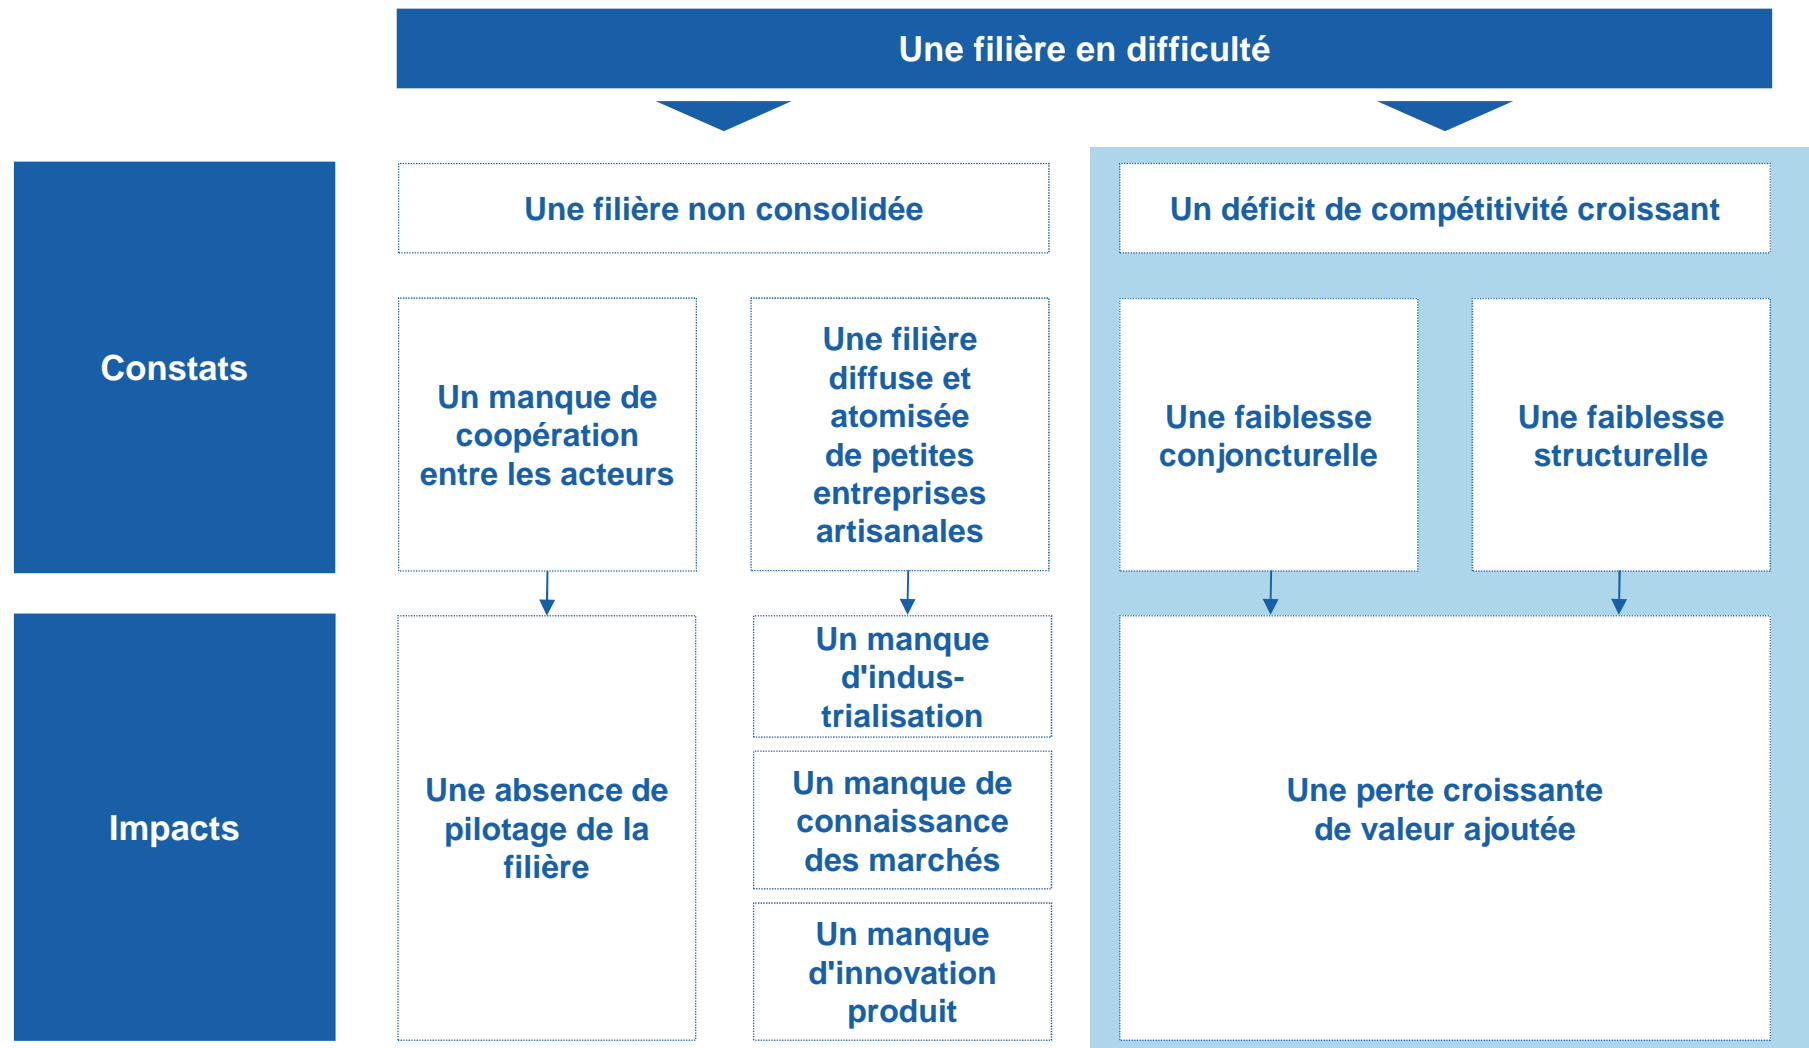 Une filière en difficulté
Une filière non consolidée
Un déficit de compétitivité croissant
Constats
Un manque de
coopération
entre les acteurs
Une filière
diffuse et
atomisée
de petites
entreprises
artisanales
Une faiblesse
conjoncturelle
Une faiblesse
structurelle
Impacts
Une absence de
pilotage de la
filière
Un manque
d'indus-
trialisation
Un manque de
connaissance
des marchés
Un manque
d'innovation
produit
Une perte croissante
de valeur ajoutée